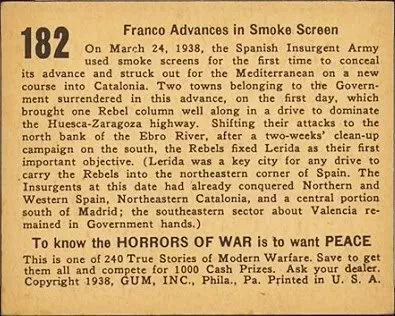 182
Franco Advances in Smoke Screen
On March 24, 1938, the Spanish Insurgent Army
used smoke screens for the first time to conceal
its advance and struck out for the Mediterranean on a new
course into Catalonia. Two towns belonging to the Govern-
ment surrendered in this advance, on the first day, which
brought one Rebel column well along in a drive to dominate
the Huesca-Zaragoza highway. Shifting their attacks to the
north bank of the Ebro River, after a two-weeks' clean-up
campaign on the south, the Rebels fixed Lerida as their first
important objective. (Lerida was a key city for any drive to
carry the Rebels into the northeastern corner of Spain. The
Insurgents at this date had already conquered Northern and
Western Spain, Northeastern Catalonia, and a central portion
south of Madrid; the southeastern sector about Valencia re-
mained in Government hands.)
To know the HORRORS OF WAR is to want PEACE
This is one of 240 True Stories of Modern Warfare. Save to get
them all and compete for 1000 Cash Prizes. Ask your dealer.
Copyright 1938, GUM, INC., Phila., Pa. Printed in U. S. A.